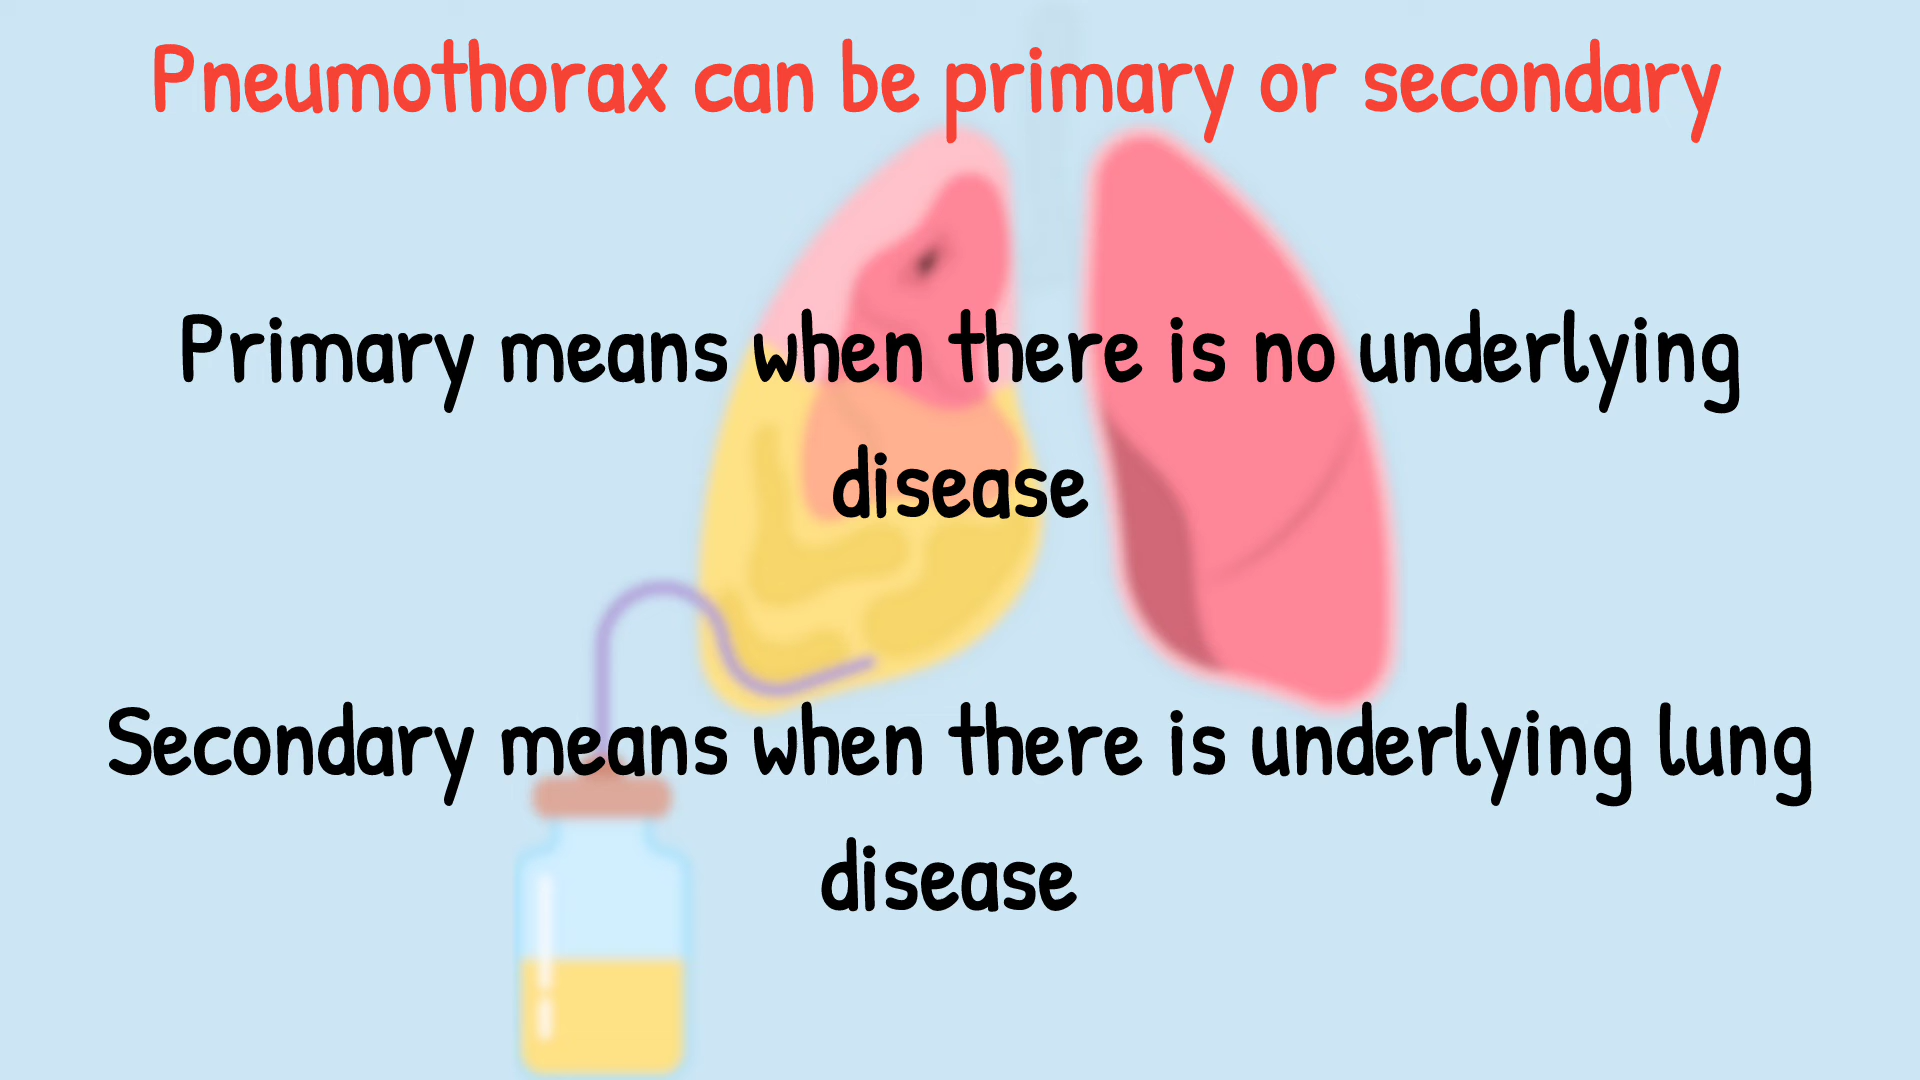 Pneumothorax can be primary or secondary
Primary means when there is no underlying
disease
Secondary means when there is underlying lung
disease